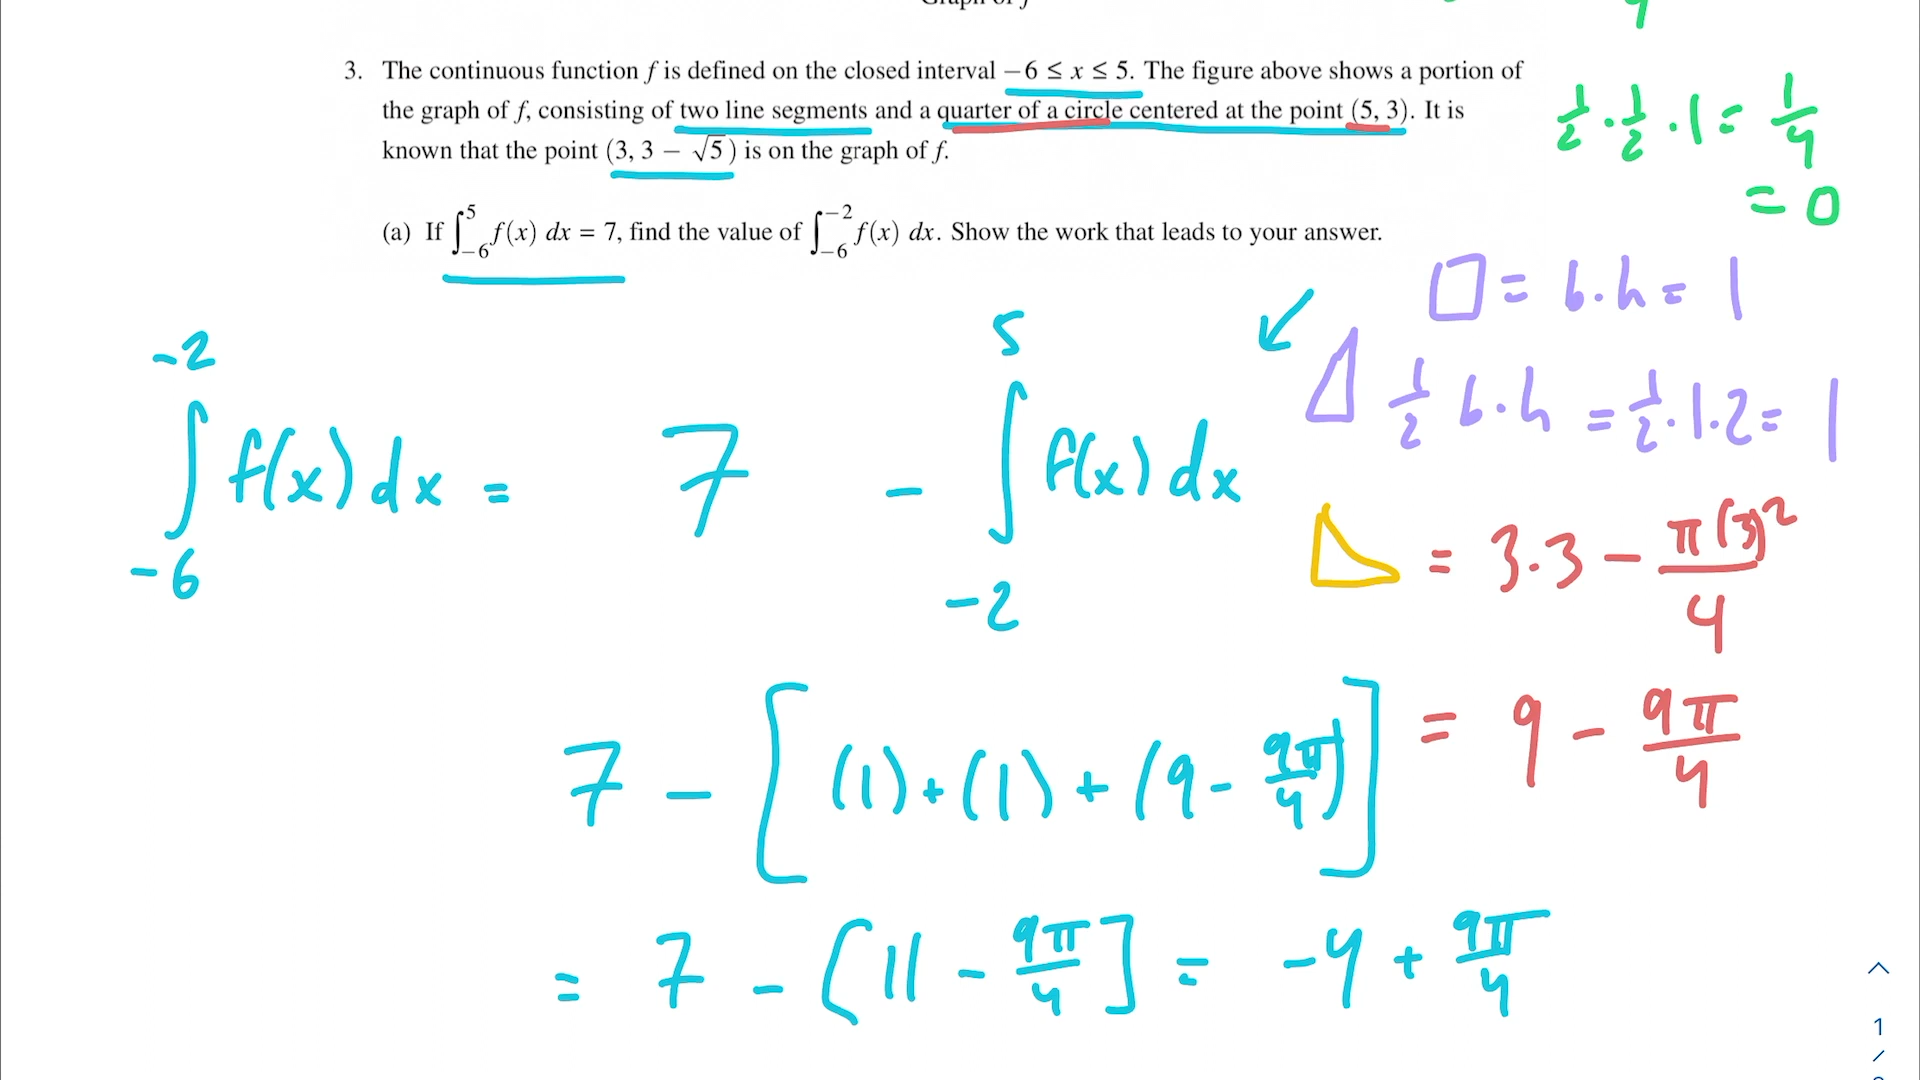 3. The continuous function f is defined on the closed interval −6 ≤ x ≤ 5. The figure above shows a portion of
the graph of f, consisting of two line segments and a quarter of a circle centered at the point (5, 3). It is
known that the point (3, 3 − √5) is on the graph of f.
1/2 · 1/2 · 1 = 1/4
= 0
(a) If ∫_{−6}^{5} f(x) dx = 7, find the value of ∫_{−6}^{−2} f(x) dx. Show the work that leads to your answer.
= b·h = 1
1/2 b·h = 1/2 · 1·2 = 1
∫_{-6}^{-2} f(x) dx = 7 - ∫_{-2}^{5} f(x) dx
= 3·3 - π(3)²/4
= 9 - 9π/4
7 - [(1) + (1) + (9 - 9π/4)]
= 7 - [11 - 9π/4] = -4 + 9π/4
1
/